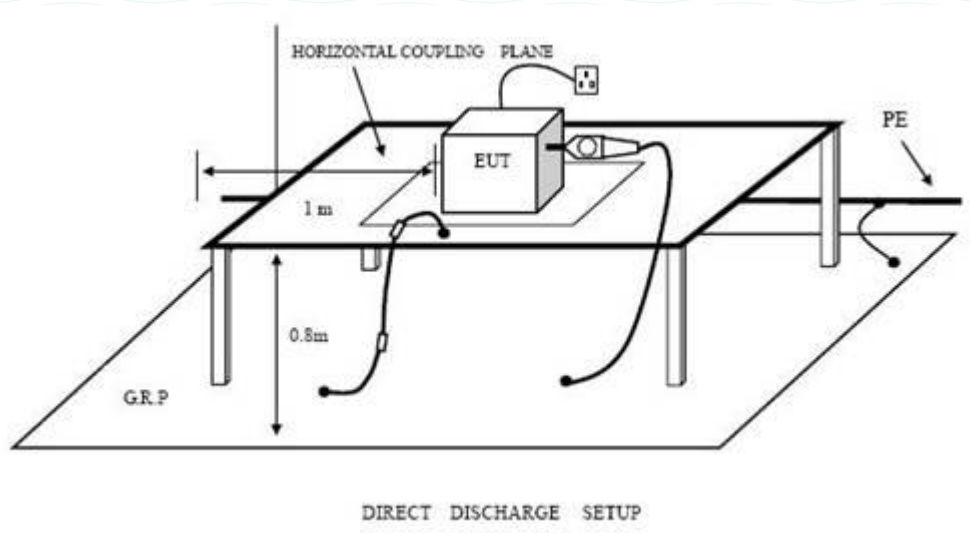 HORIZONTAL COUPLING PLANE
PE
EUT
1 m
0.8m
G.R.P
DIRECT DISCHARGE SETUP